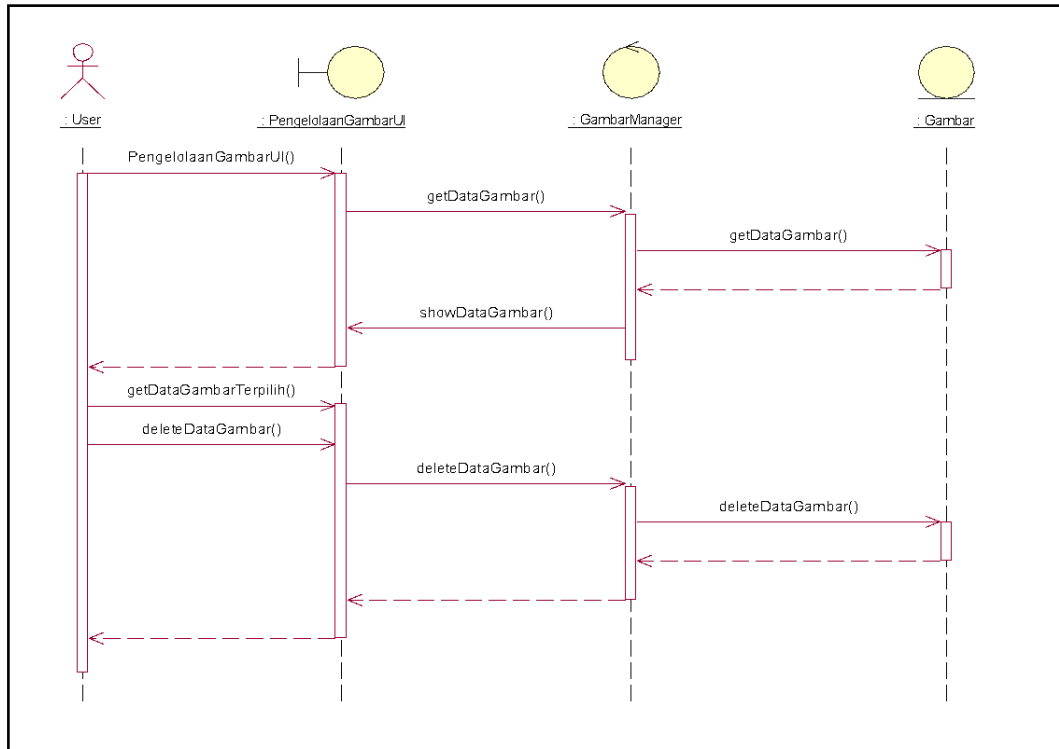 : User
: PengelolaanGambarUI
: GambarManager
: Gambar
PengelolaanGambarUI()
getDataGambar()
getDataGambar()
showDataGambar()
getDataGambarTerpilih()
deleteDataGambar()
deleteDataGambar()
deleteDataGambar()